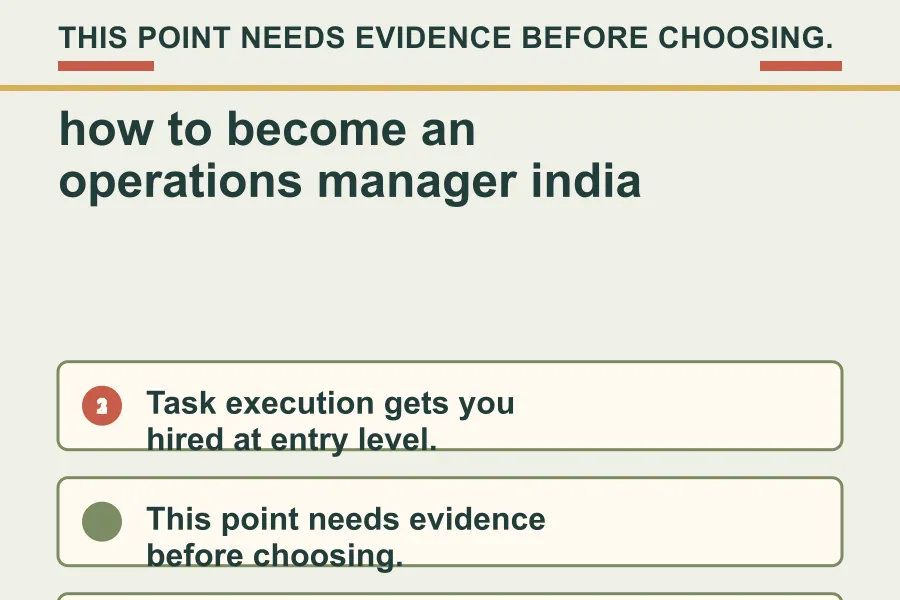 THIS POINT NEEDS EVIDENCE BEFORE CHOOSING.
how to become an
operations manager india
Task execution gets you
hired at entry level.
This point needs evidence
before choosing.